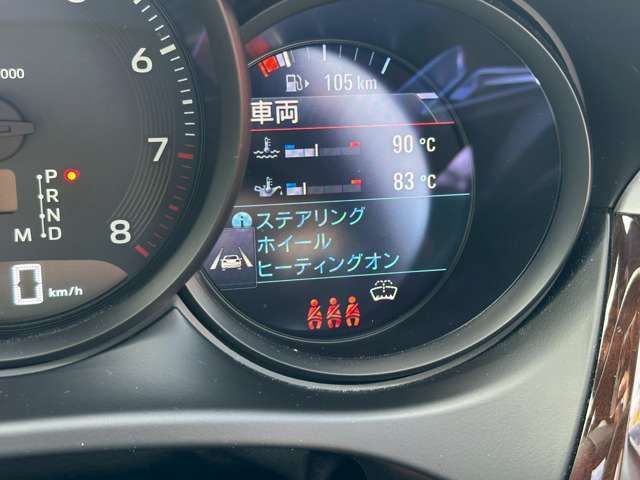 000
6
7
8
P
R
N
M D
0 km/h
105 km
車両
90 °C
83 °C
ステアリング
ホイール
ヒーティングオン